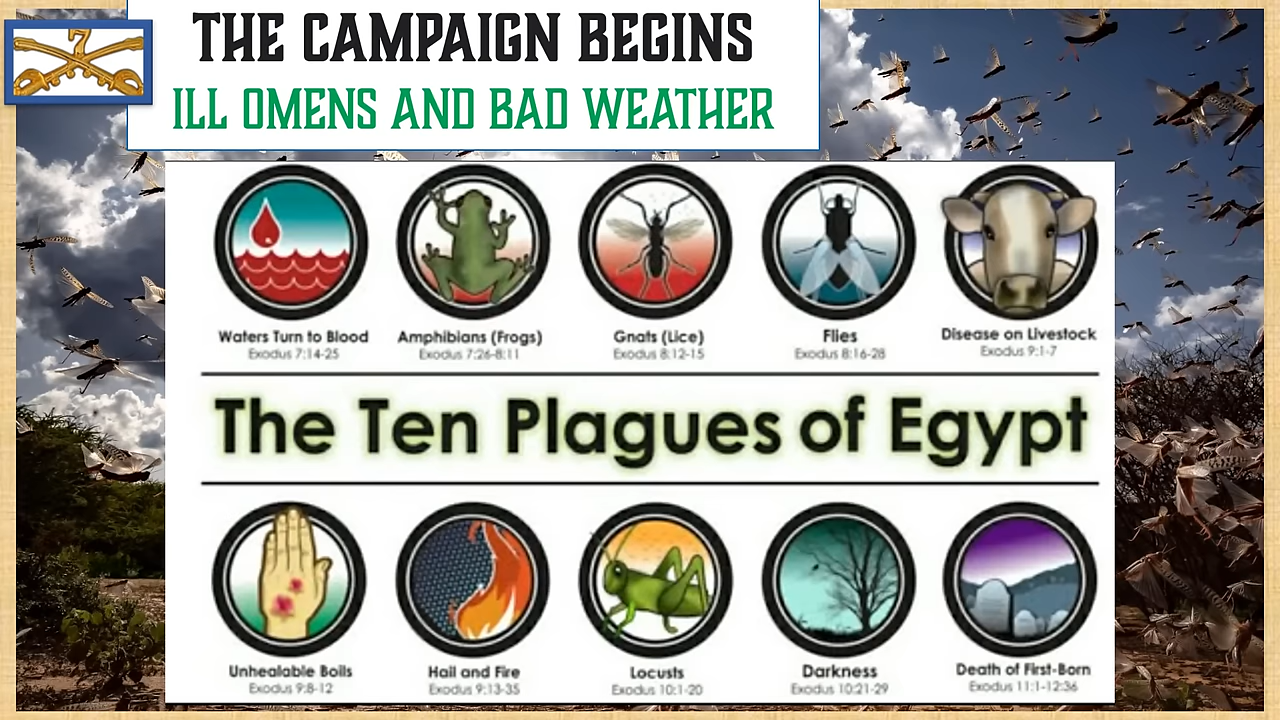 7
THE CAMPAIGN BEGINS
ILL OMENS AND BAD WEATHER
Waters Turn to Blood
Exodus 7:14-25
Amphibians (Frogs)
Exodus 7:26-8:11
Gnats (Lice)
Exodus 8:12-15
Flies
Exodus 8:16-28
Disease on Livestock
Exodus 9:1-7
The Ten Plagues of Egypt
Unhealable Boils
Exodus 9:8-12
Hail and Fire
Exodus 9:13-35
Locusts
Exodus 10:1-20
Darkness
Exodus 10:21-29
Death of First-Born
Exodus 11:1-12:36